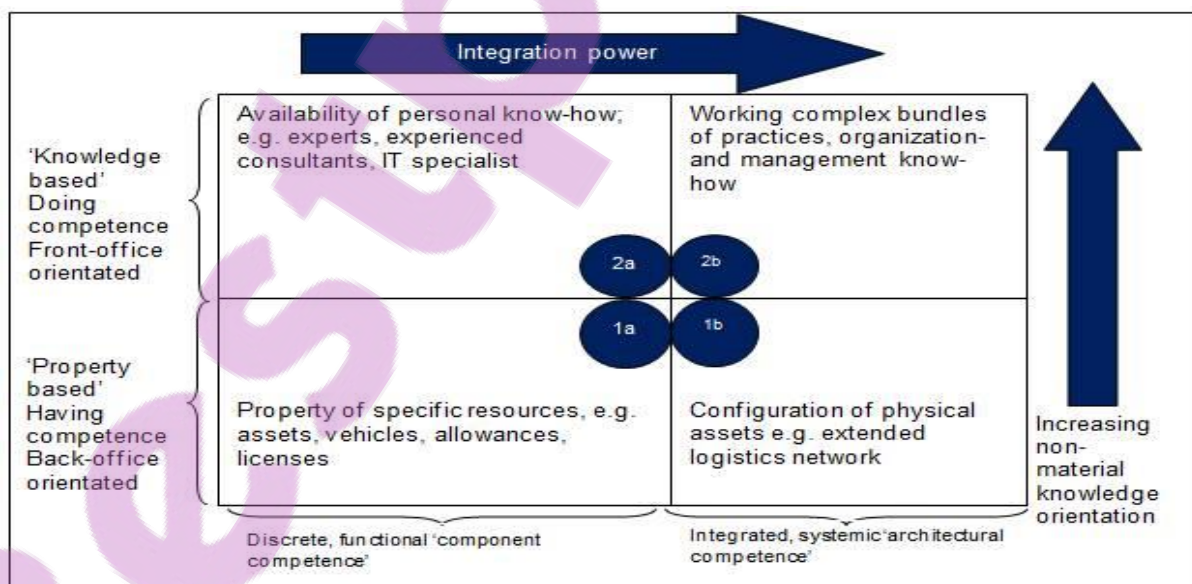 Integration power
'Knowledge
based'
Doing
competence
Front-office
orientated
Availability of personal know-how;
e.g. experts, experienced
consultants, IT specialist
Working complex bundles
of practices, organization-
and management know-
how
2a
2b
1a
1b
'Property
based'
Having
competence
Back-office
orientated
Property of specific resources, e.g.
assets, vehicles, allowances,
licenses
Configuration of physical
assets e.g. extended
logistics network
Increasing
non-
material
knowledge
orientation
Discrete, functional 'component
competence'
Integrated, systemic 'architectural
competence'